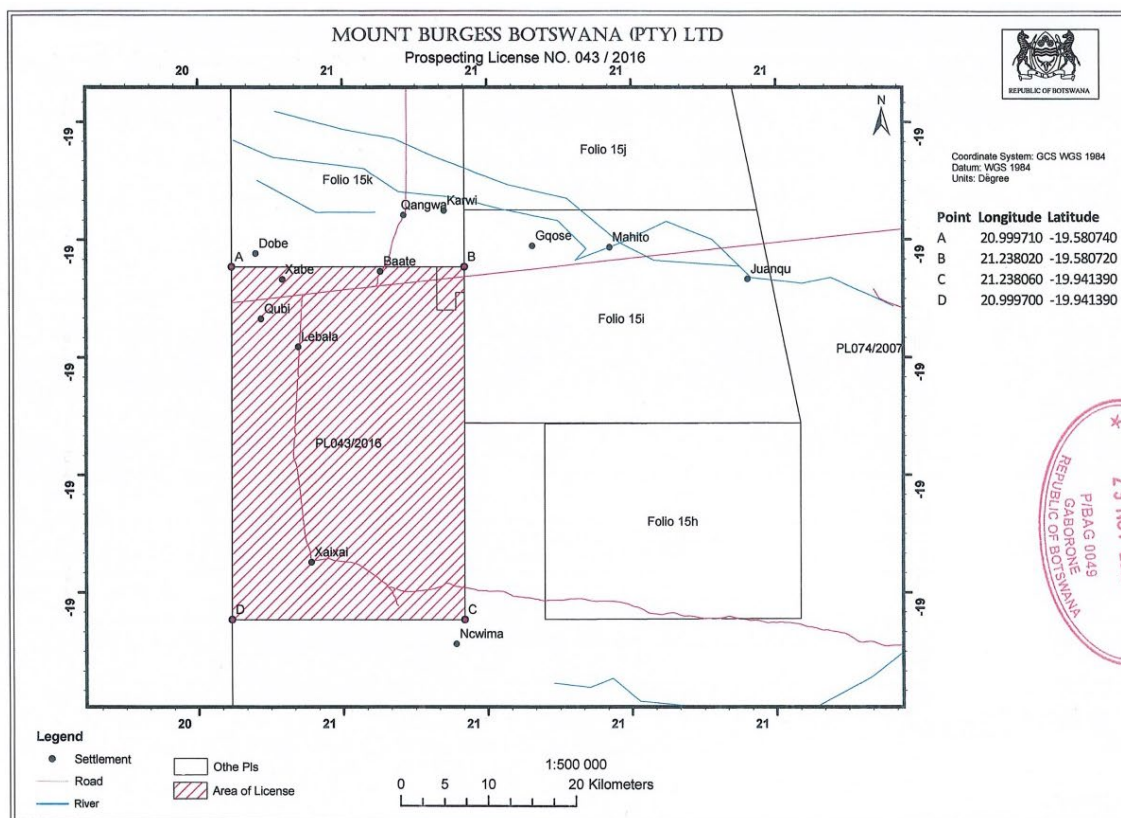 MOUNT BURGESS BOTSWANA (PTY) LTD
Prospecting License NO. 043 / 2016
REPUBLIC OF BOTSWANA
20 21 21 21 21
N
-19
-19
-19
-19
-19
-19
-19
-19
-19
-19
Folio 15j
Folio 15k
Karwi
Qangwa
Gqose
Mahito
Dobe
A
B
Xabe
Baate
Juanqu
Qubi
Folio 15i
Lebala
PL074/2007
PL043/2016
Folio 15h
Xaixai
D
C
Ncwima
20 21 21 21 21
Coordinate System: GCS WGS 1984
Datum: WGS 1984
Units: Degree
Point Longitude Latitude
A 20.999710 -19.580740
B 21.238020 -19.580720
C 21.238060 -19.941390
D 20.999700 -19.941390
P/BAG 0049
GABORONE
REPUBLIC OF BOTSWANA
Legend
Settlement
Road
River
Othe Pls
Area of License
1:500 000
0 5 10 20 Kilometers